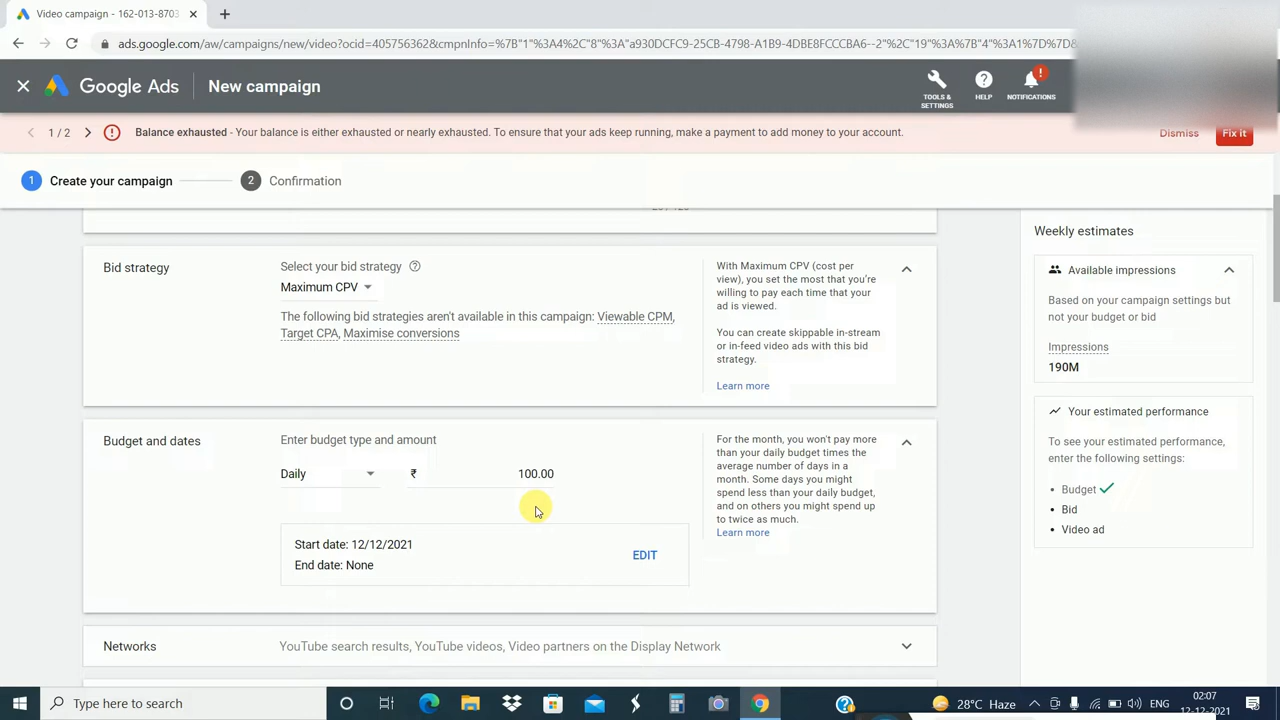 Video campaign - 162-013-8703
ads.google.com/aw/campaigns/new/video?ocid=405756362&cmpnInfo=%7B"1"%3A4%2C"8"%3A"a930DCFC9-25CB-4798-A1B9-4DBE8FCCCBA6--2"%2C"19"%3A%7B"4"%3A1%7D%7D&
Google Ads
New campaign
TOOLS &
SETTINGS
HELP
!
NOTIFICATIONS
1 / 2
Balance exhausted - Your balance is either exhausted or nearly exhausted. To ensure that your ads keep running, make a payment to add money to your account.
Dismiss
Fix it
1 Create your campaign
2 Confirmation
Bid strategy
Select your bid strategy
Maximum CPV
The following bid strategies aren't available in this campaign: Viewable CPM,
Target CPA, Maximise conversions
With Maximum CPV (cost per
view), you set the most that you're
willing to pay each time that your
ad is viewed.
You can create skippable in-stream
or in-feed video ads with this bid
strategy.
Learn more
Budget and dates
Enter budget type and amount
Daily ₹ 100.00
Start date: 12/12/2021
End date: None
EDIT
For the month, you won't pay more
than your daily budget times the
average number of days in a
month. Some days you might
spend less than your daily budget,
and on others you might spend up
to twice as much.
Learn more
Networks
YouTube search results, YouTube videos, Video partners on the Display Network
Weekly estimates
Available impressions
Based on your campaign settings but
not your budget or bid
Impressions
190M
Your estimated performance
To see your estimated performance,
enter the following settings:
• Budget
• Bid
• Video ad
Type here to search
28°C Haze
ENG
02:07
12-12-2021